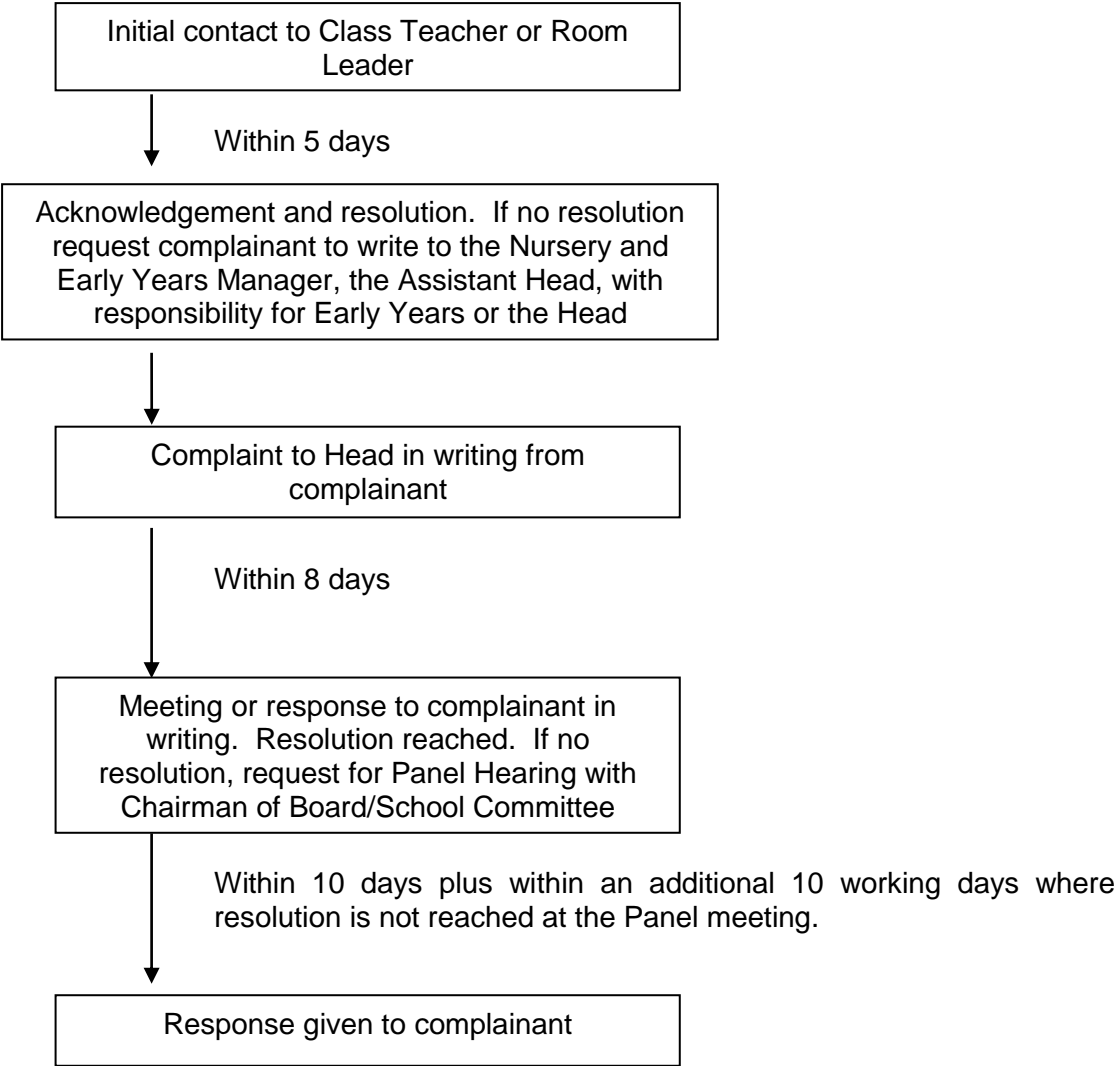 Initial contact to Class Teacher or Room
Leader
Within 5 days
Acknowledgement and resolution.  If no resolution
request complainant to write to the Nursery and
Early Years Manager, the Assistant Head, with
responsibility for Early Years or the Head
Complaint to Head in writing from
complainant
Within 8 days
Meeting or response to complainant in
writing.  Resolution reached.  If no
resolution, request for Panel Hearing with
Chairman of Board/School Committee
Within 10 days plus within an additional 10 working days where
resolution is not reached at the Panel meeting.
Response given to complainant